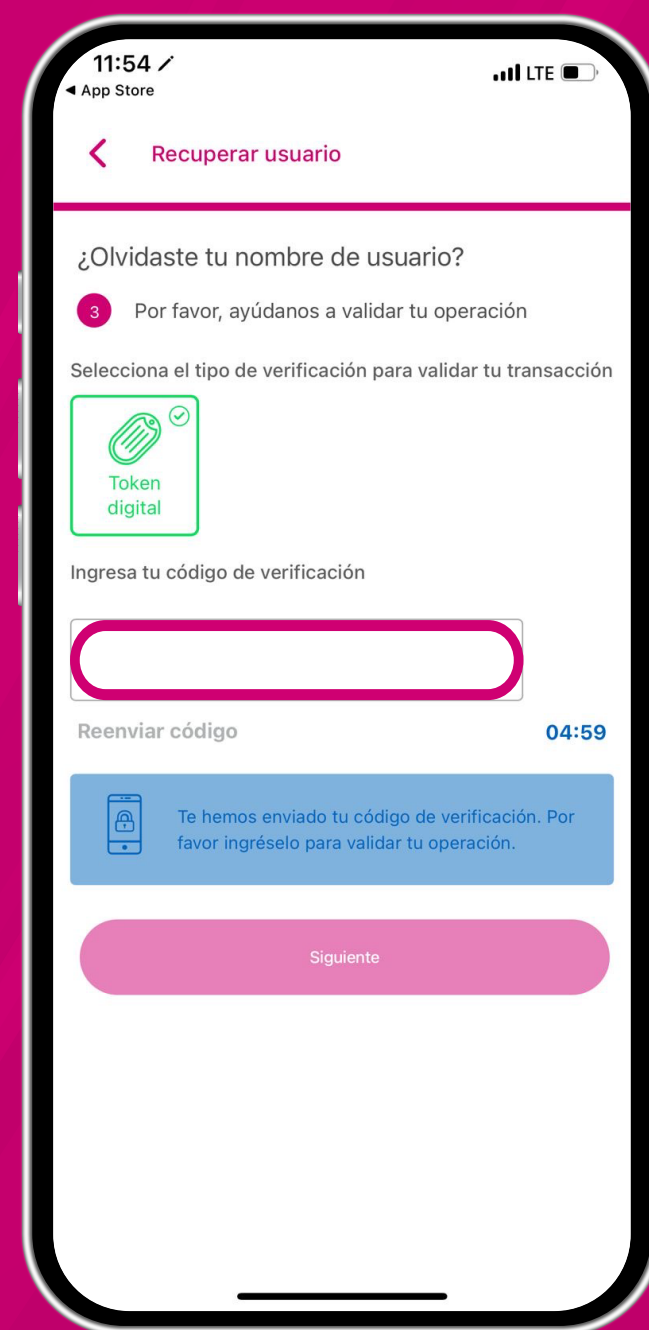 11:54
LTE
◀ App Store
Recuperar usuario
¿Olvidaste tu nombre de usuario?
3 Por favor, ayúdanos a validar tu operación
Selecciona el tipo de verificación para validar tu transacción
Token
digital
Ingresa tu código de verificación
Reenviar código 04:59
Te hemos enviado tu código de verificación. Por
favor ingréselo para validar tu operación.
Siguiente